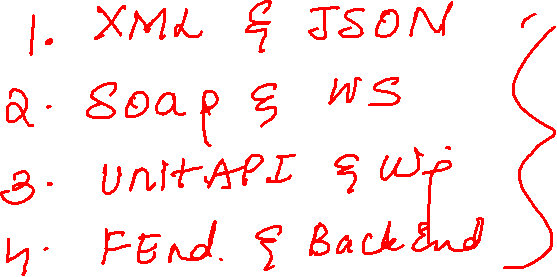 1. XML & JSON
2. Soap & WS
3. UnitAPI & Wp
4. FEnd. & BackEnd